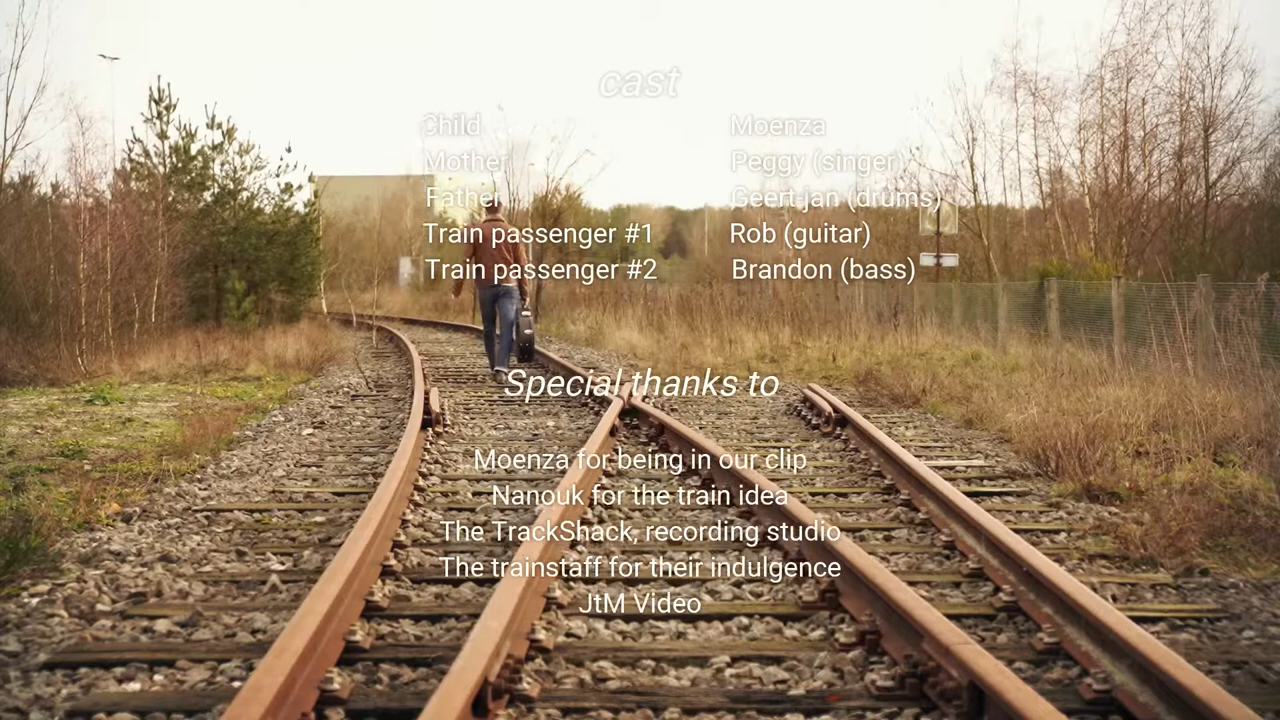 cast
Child Moenza
Mother Peggy (singer)
Father Geert-jan (drums)
Train passenger #1 Rob (guitar)
Train passenger #2 Brandon (bass)
Special thanks to
Moenza for being in our clip
Nanouk for the train idea
The TrackShack, recording studio
The trainstaff for their indulgence
JtM Video